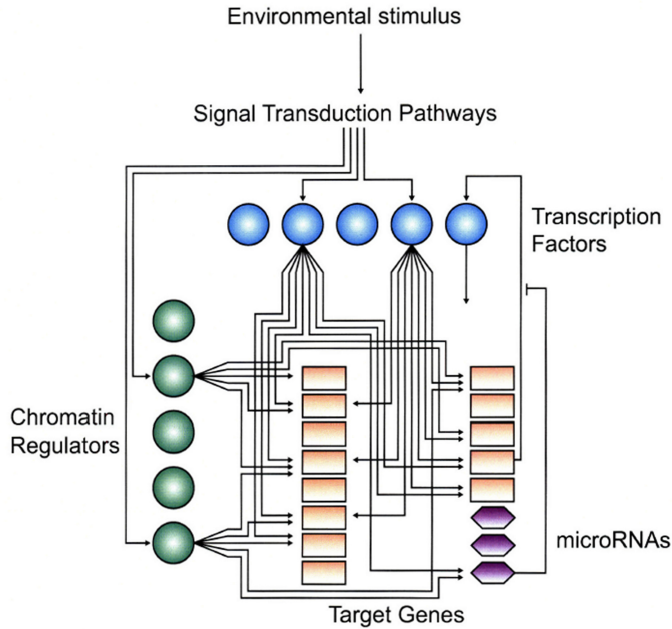 Environmental stimulus
Signal Transduction Pathways
Transcription
Factors
Chromatin
Regulators
microRNAs
Target Genes